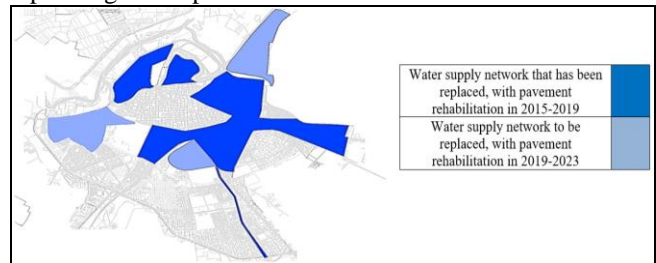 Water supply network that has been
replaced, with pavement
rehabilitation in 2015-2019
Water supply network to be
replaced, with pavement
rehabilitation in 2019-2023